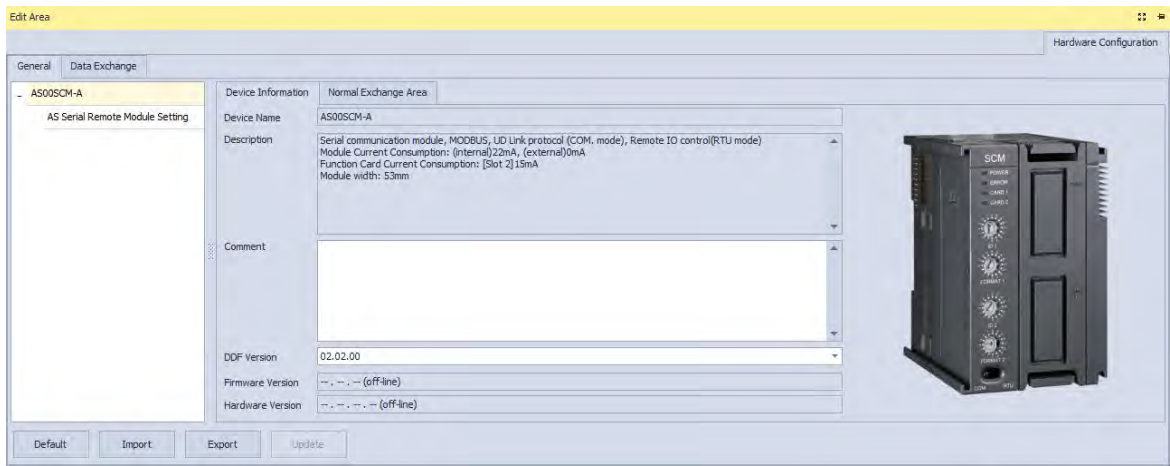 Edit Area
Hardware Configuration
General Data Exchange
AS00SCM-A
AS Serial Remote Module Setting
Device Information Normal Exchange Area
Device Name AS00SCM-A
Description Serial communication module, MODBUS, UD Link protocol (COM. mode), Remote IO control(RTU mode)
Module Current Consumption: (internal)22mA, (external)0mA
Function Card Current Consumption: [Slot 2]15mA
Module width: 53mm
Comment
DDF Version 02.02.00
Firmware Version --.--.-- (off-line)
Hardware Version --.--.-- (off-line)
SCM
POWER
ERROR
CARD 1
CARD 2
ID 1
FORMAT 1
ID 2
FORMAT 2
COM RTU
Default Import Export Update